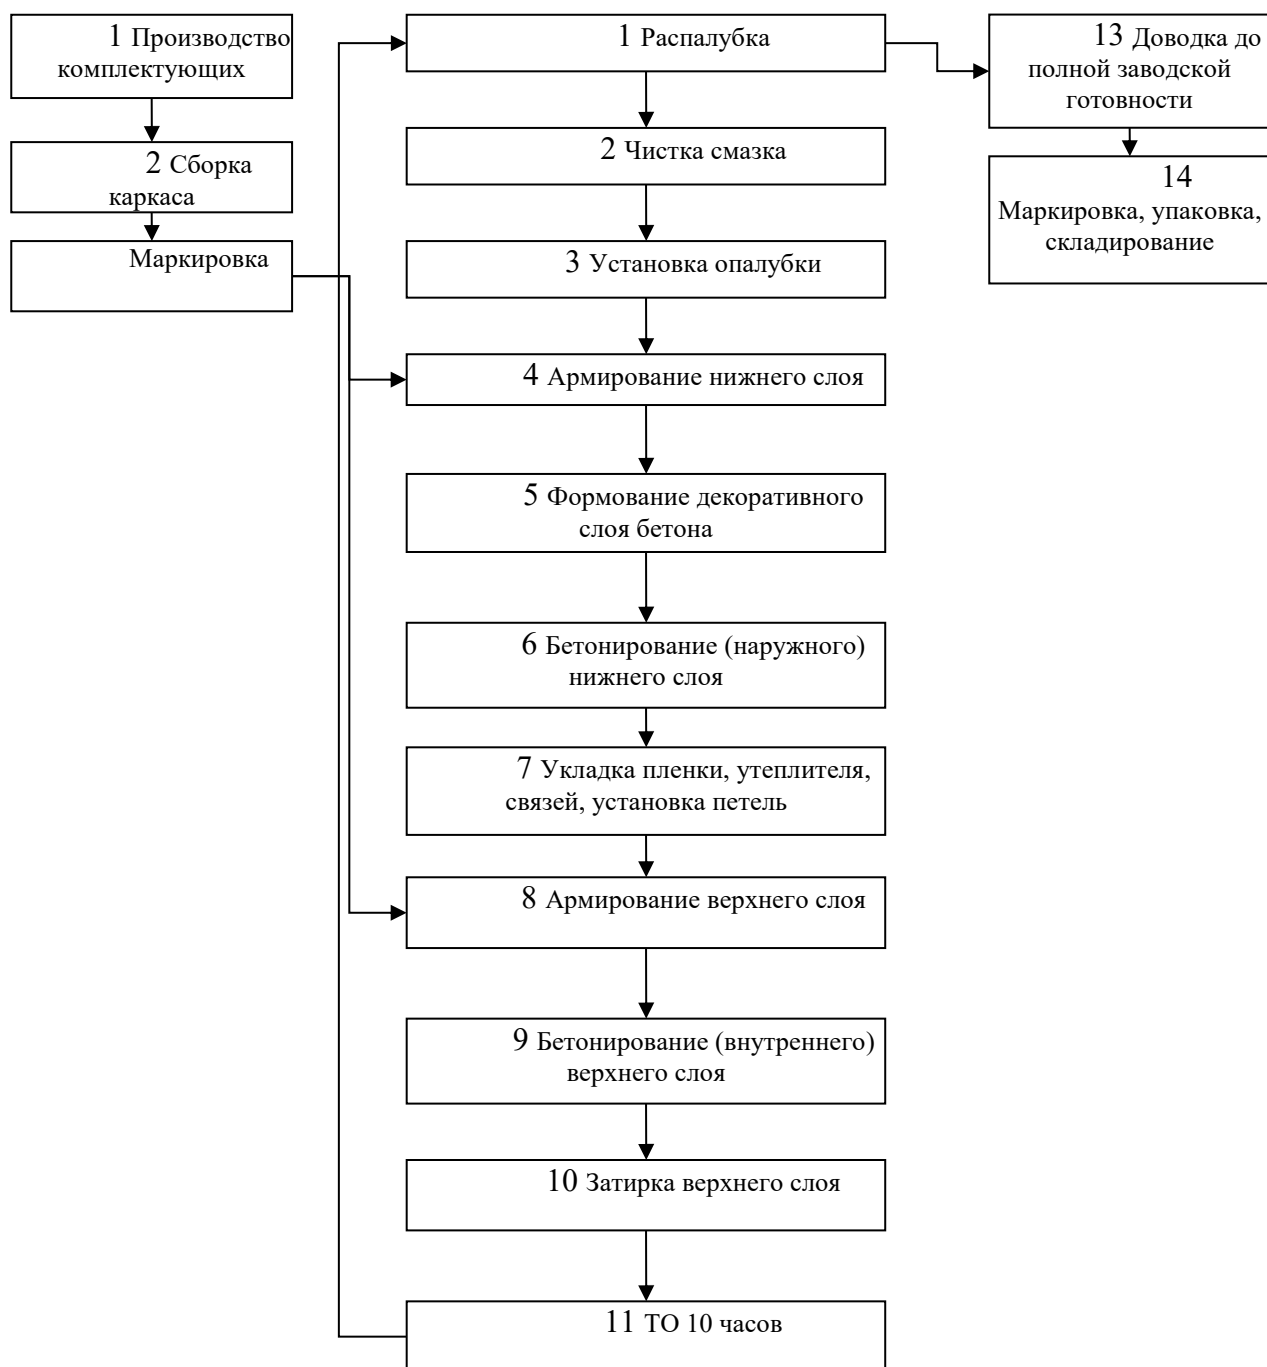 1 Производство
комплектующих
2 Сборка
каркаса
Маркировка
1 Распалубка
2 Чистка смазка
3 Установка опалубки
4 Армирование нижнего слоя
5 Формование декоративного
слоя бетона
6 Бетонирование (наружного)
нижнего слоя
7 Укладка пленки, утеплителя,
связей, установка петель
8 Армирование верхнего слоя
9 Бетонирование (внутреннего)
верхнего слоя
10 Затирка верхнего слоя
11 ТО 10 часов
13 Доводка до
полной заводской
готовности
14
Маркировка, упаковка,
складирование